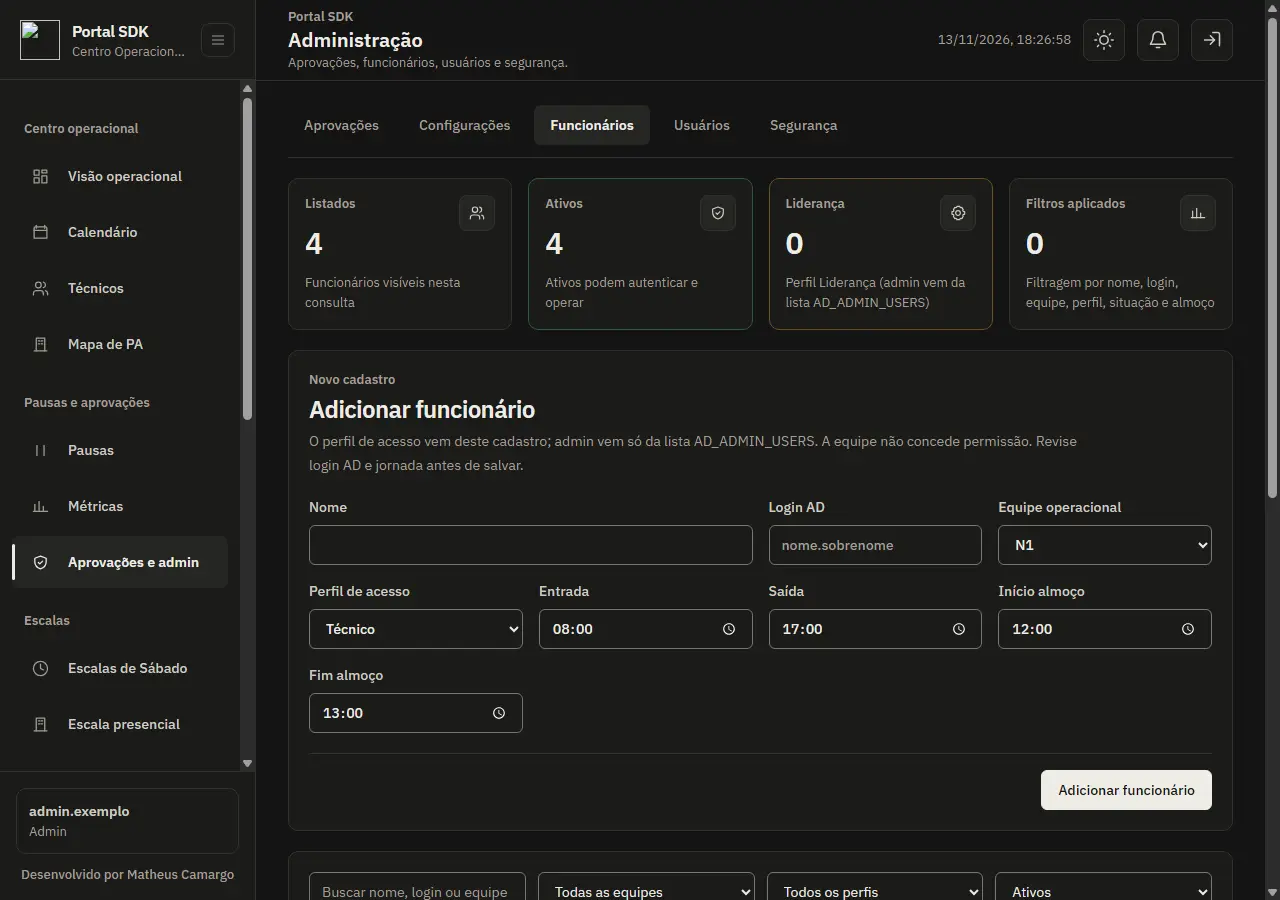 Portal SDK
Centro Operacion...
Centro operacional
Visão operacional
Calendário
Técnicos
Mapa de PA
Pausas e aprovações
Pausas
Métricas
Aprovações e admin
Escalas
Escalas de Sábado
Escala presencial
admin.exemplo
Admin
Desenvolvido por Matheus Camargo
Portal SDK
Administração
Aprovações, funcionários, usuários e segurança.
13/11/2026, 18:26:58
Aprovações
Configurações
Funcionários
Usuários
Segurança
Listados
4
Funcionários visíveis nesta
consulta
Ativos
4
Ativos podem autenticar e
operar
Liderança
0
Perfil Liderança (admin vem da
lista AD_ADMIN_USERS)
Filtros aplicados
0
Filtragem por nome, login,
equipe, perfil, situação e almoço
Novo cadastro
Adicionar funcionário
O perfil de acesso vem deste cadastro; admin vem só da lista AD_ADMIN_USERS. A equipe não concede permissão. Revise
login AD e jornada antes de salvar.
Nome
Login AD
nome.sobrenome
Equipe operacional
N1
Perfil de acesso
Técnico
Entrada
08:00
Saída
17:00
Início almoço
12:00
Fim almoço
13:00
Adicionar funcionário
Buscar nome, login ou equipe
Todas as equipes
Todos os perfis
Ativos